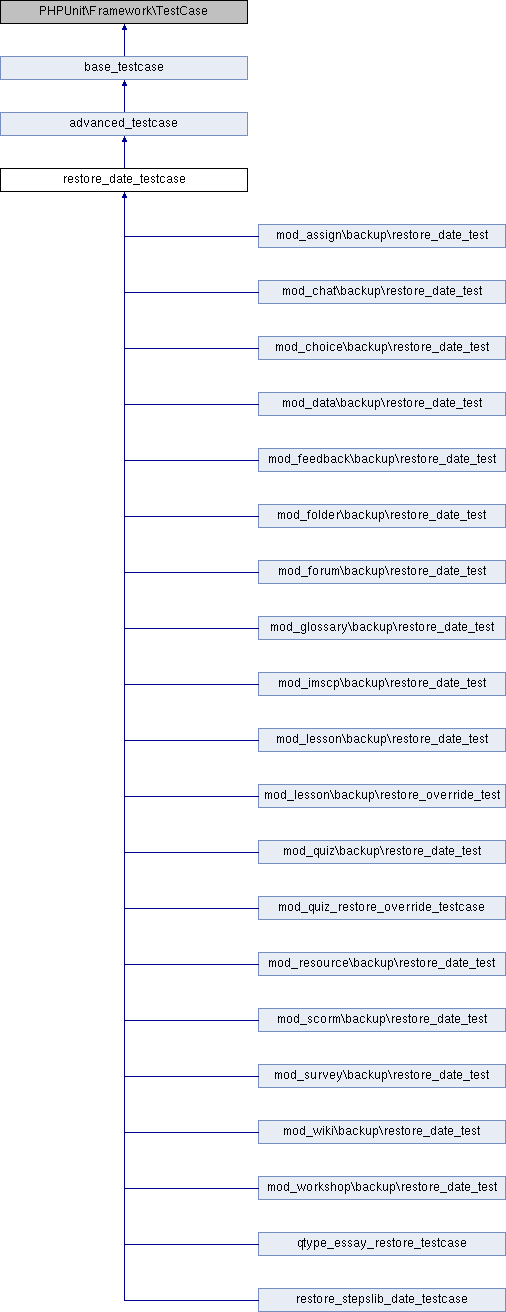 PHPUnit\Framework\TestCase
base_testcase
advanced_testcase
restore_date_testcase
mod_assign\backup\restore_date_test
mod_chat\backup\restore_date_test
mod_choice\backup\restore_date_test
mod_data\backup\restore_date_test
mod_feedback\backup\restore_date_test
mod_folder\backup\restore_date_test
mod_forum\backup\restore_date_test
mod_glossary\backup\restore_date_test
mod_imscp\backup\restore_date_test
mod_lesson\backup\restore_date_test
mod_lesson\backup\restore_override_test
mod_quiz\backup\restore_date_test
mod_quiz_restore_override_testcase
mod_resource\backup\restore_date_test
mod_scorm\backup\restore_date_test
mod_survey\backup\restore_date_test
mod_wiki\backup\restore_date_test
mod_workshop\backup\restore_date_test
qtype_essay_restore_testcase
restore_stepslib_date_testcase